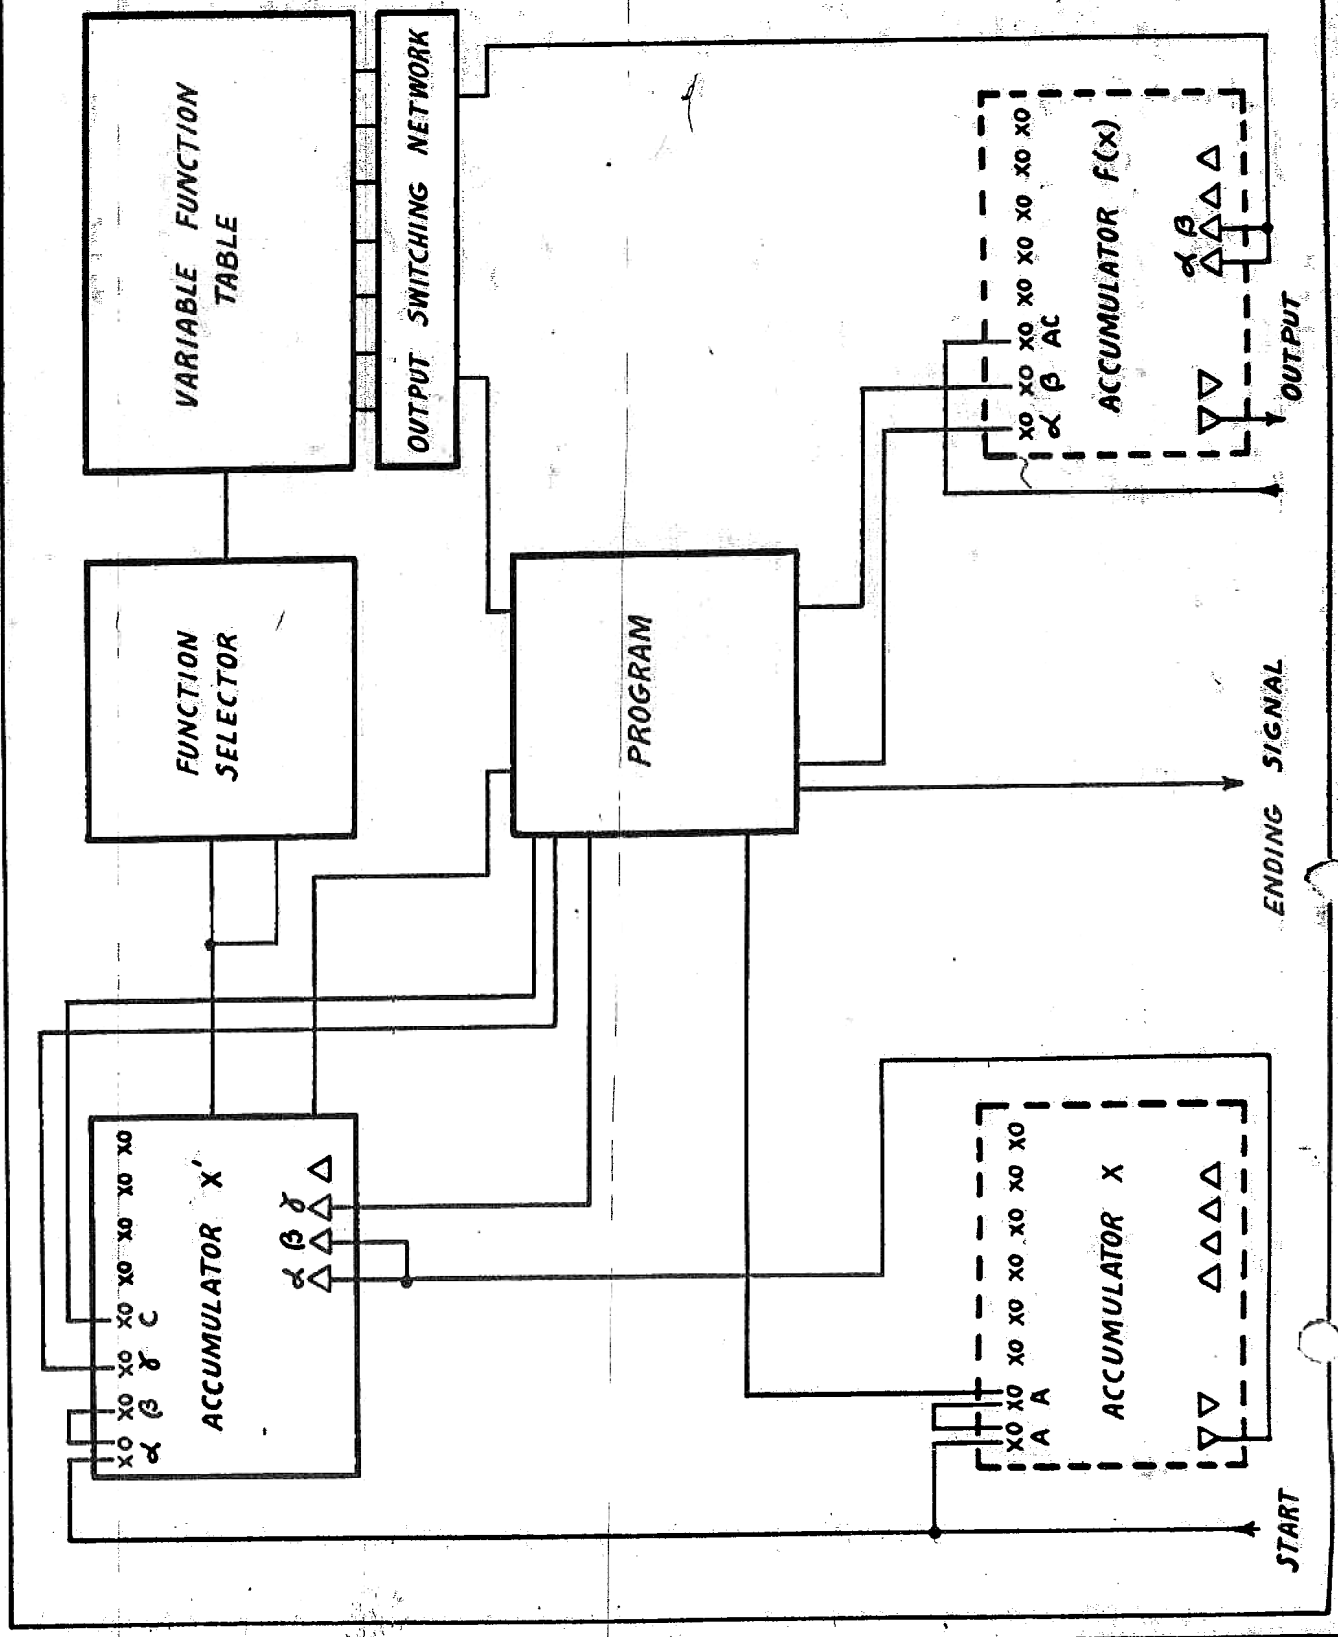 ACCUMULATOR X'
XO XO XO XO XO XO XO XO
α β γ C
α β γ
FUNCTION
SELECTOR
VARIABLE FUNCTION
TABLE
OUTPUT SWITCHING NETWORK
PROGRAM
XO XO XO XO XO XO XO XO
A A
ACCUMULATOR X
XO XO XO XO XO XO XO XO
α β AC
ACCUMULATOR F(X)
α β
START
ENDING SIGNAL
OUTPUT